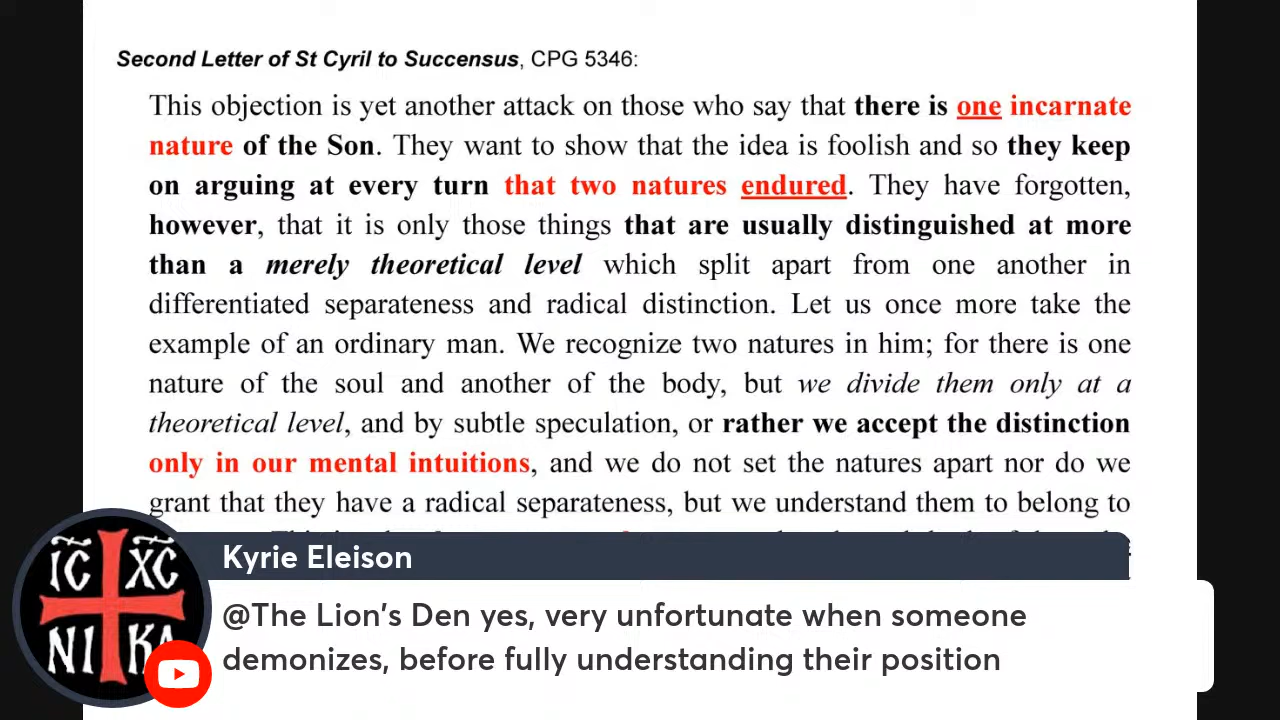 Second Letter of St Cyril to Succensus, CPG 5346:
This objection is yet another attack on those who say that there is one incarnate
nature of the Son. They want to show that the idea is foolish and so they keep
on arguing at every turn that two natures endured. They have forgotten,
however, that it is only those things that are usually distinguished at more
than a merely theoretical level which split apart from one another in
differentiated separateness and radical distinction. Let us once more take the
example of an ordinary man. We recognize two natures in him; for there is one
nature of the soul and another of the body, but we divide them only at a
theoretical level, and by subtle speculation, or rather we accept the distinction
only in our mental intuitions, and we do not set the natures apart nor do we
grant that they have a radical separateness, but we understand them to belong to
IC XC
NI KA
Kyrie Eleison
@The Lion's Den yes, very unfortunate when someone
demonizes, before fully understanding their position